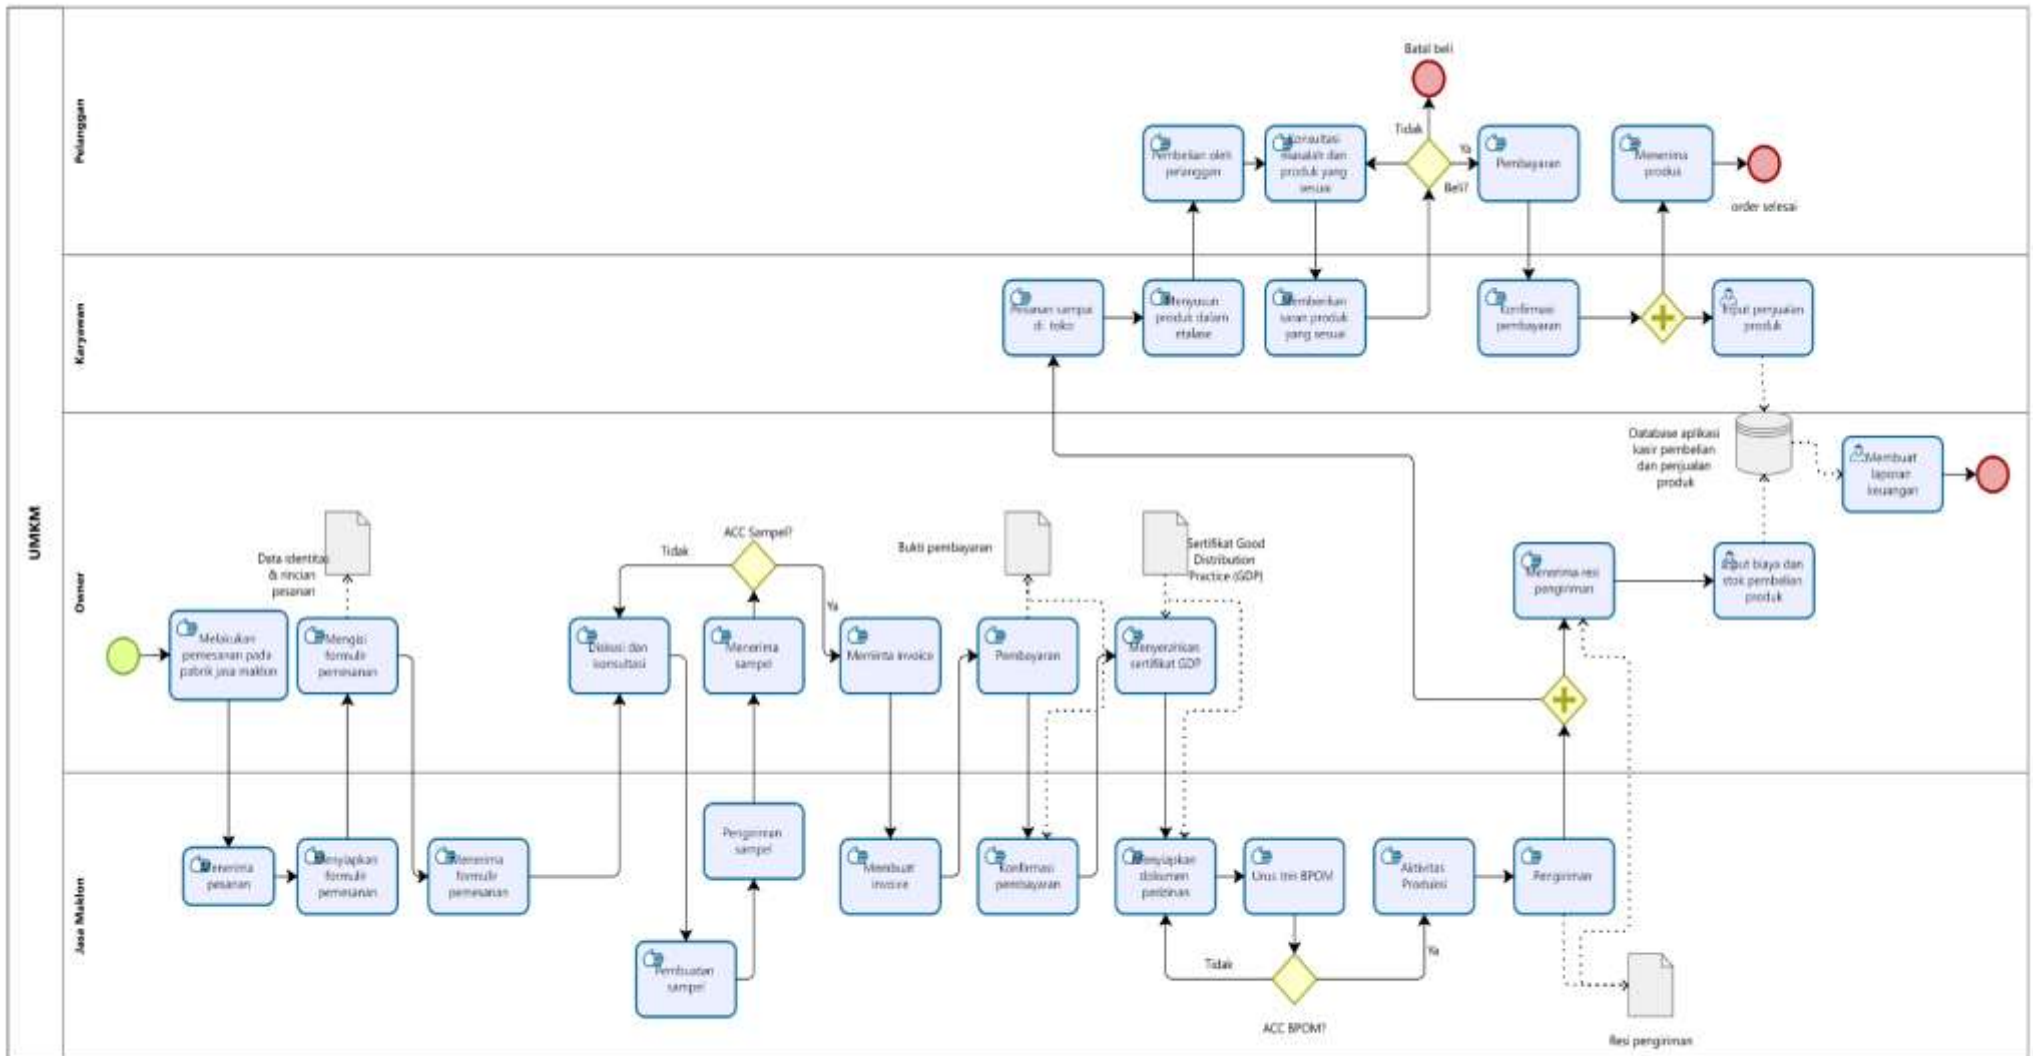 UMKM
Pelanggan
Batal beli
Tidak
Ya
Beli?
Pembelian oleh
pelanggan
Konsultasi
masalah dan
produk yang
sesuai
Pembayaran
Menerima
produk
order selesai
Karyawan
Pesanan sampai
di toko
Menyusun
produk dalam
etalase
Memberikan
saran produk
yang sesuai
Konfirmasi
pembayaran
Input penjualan
produk
Owner
Database aplikasi
kasir pembelian
dan penjualan
produk
Membuat
laporan
keuangan
Data identitas
& rincian
pesanan
Tidak
ACC Sampel?
Ya
Bukti pembayaran
Sertifikat Good
Distribution
Practice (GDP)
Melakukan
pemesanan pada
pabrik jasa maklon
Mengisi
formulir
pemesanan
Diskusi dan
konsultasi
Menerima
sampel
Meminta invoice
Pembayaran
Menyerahkan
sertifikat GDP
Menerima resi
pengiriman
Input biaya dan
stok pembelian
produk
Jasa Maklon
Menerima
pesanan
Menyiapkan
formulir
pemesanan
Menerima
formulir
pemesanan
Pengiriman
sampel
Pembuatan
sampel
Membuat
invoice
Konfirmasi
pembayaran
Menyiapkan
dokumen
perizinan
Urus izin BPOM
Aktivitas
Produksi
Pengiriman
Tidak
Ya
ACC BPOM?
Resi pengiriman